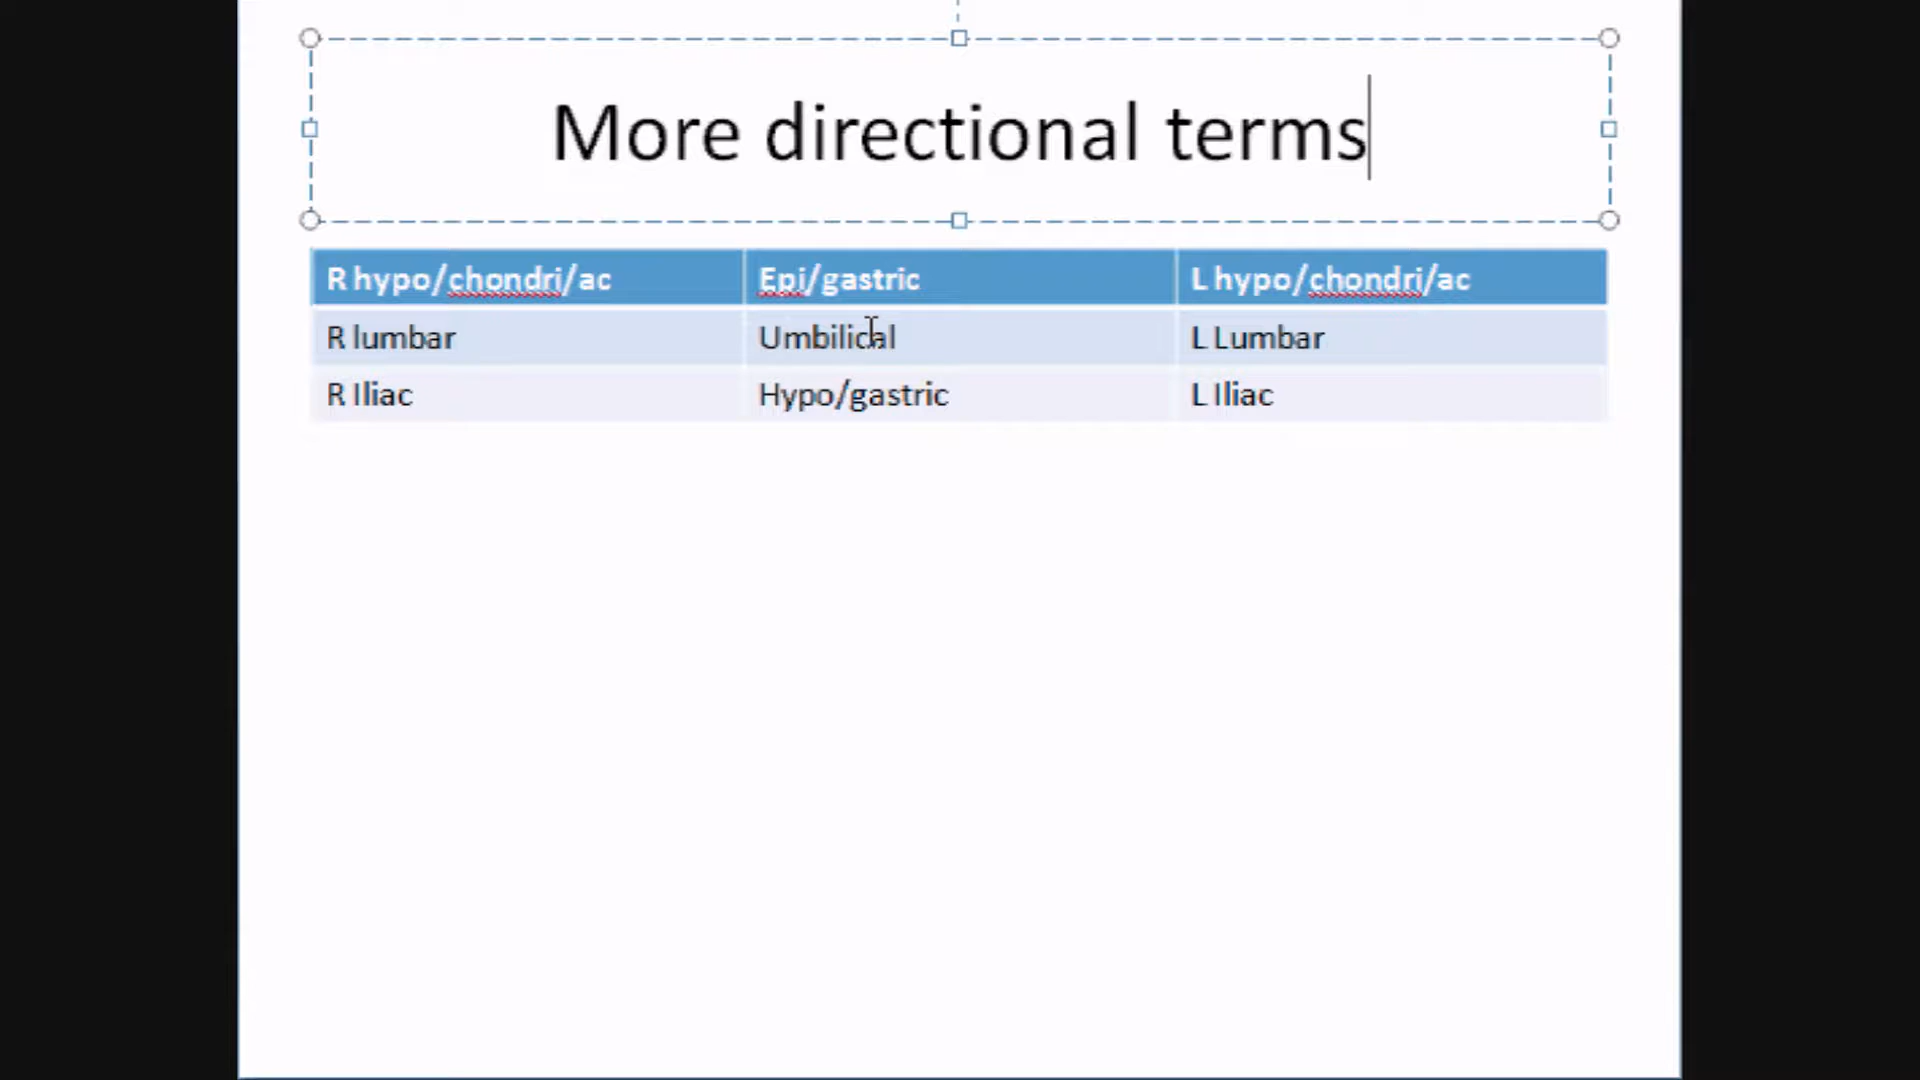 More directional terms
R hypo/chondri/ac Epi/gastric L hypo/chondri/ac
R lumbar Umbilical L Lumbar
R Iliac Hypo/gastric L Iliac